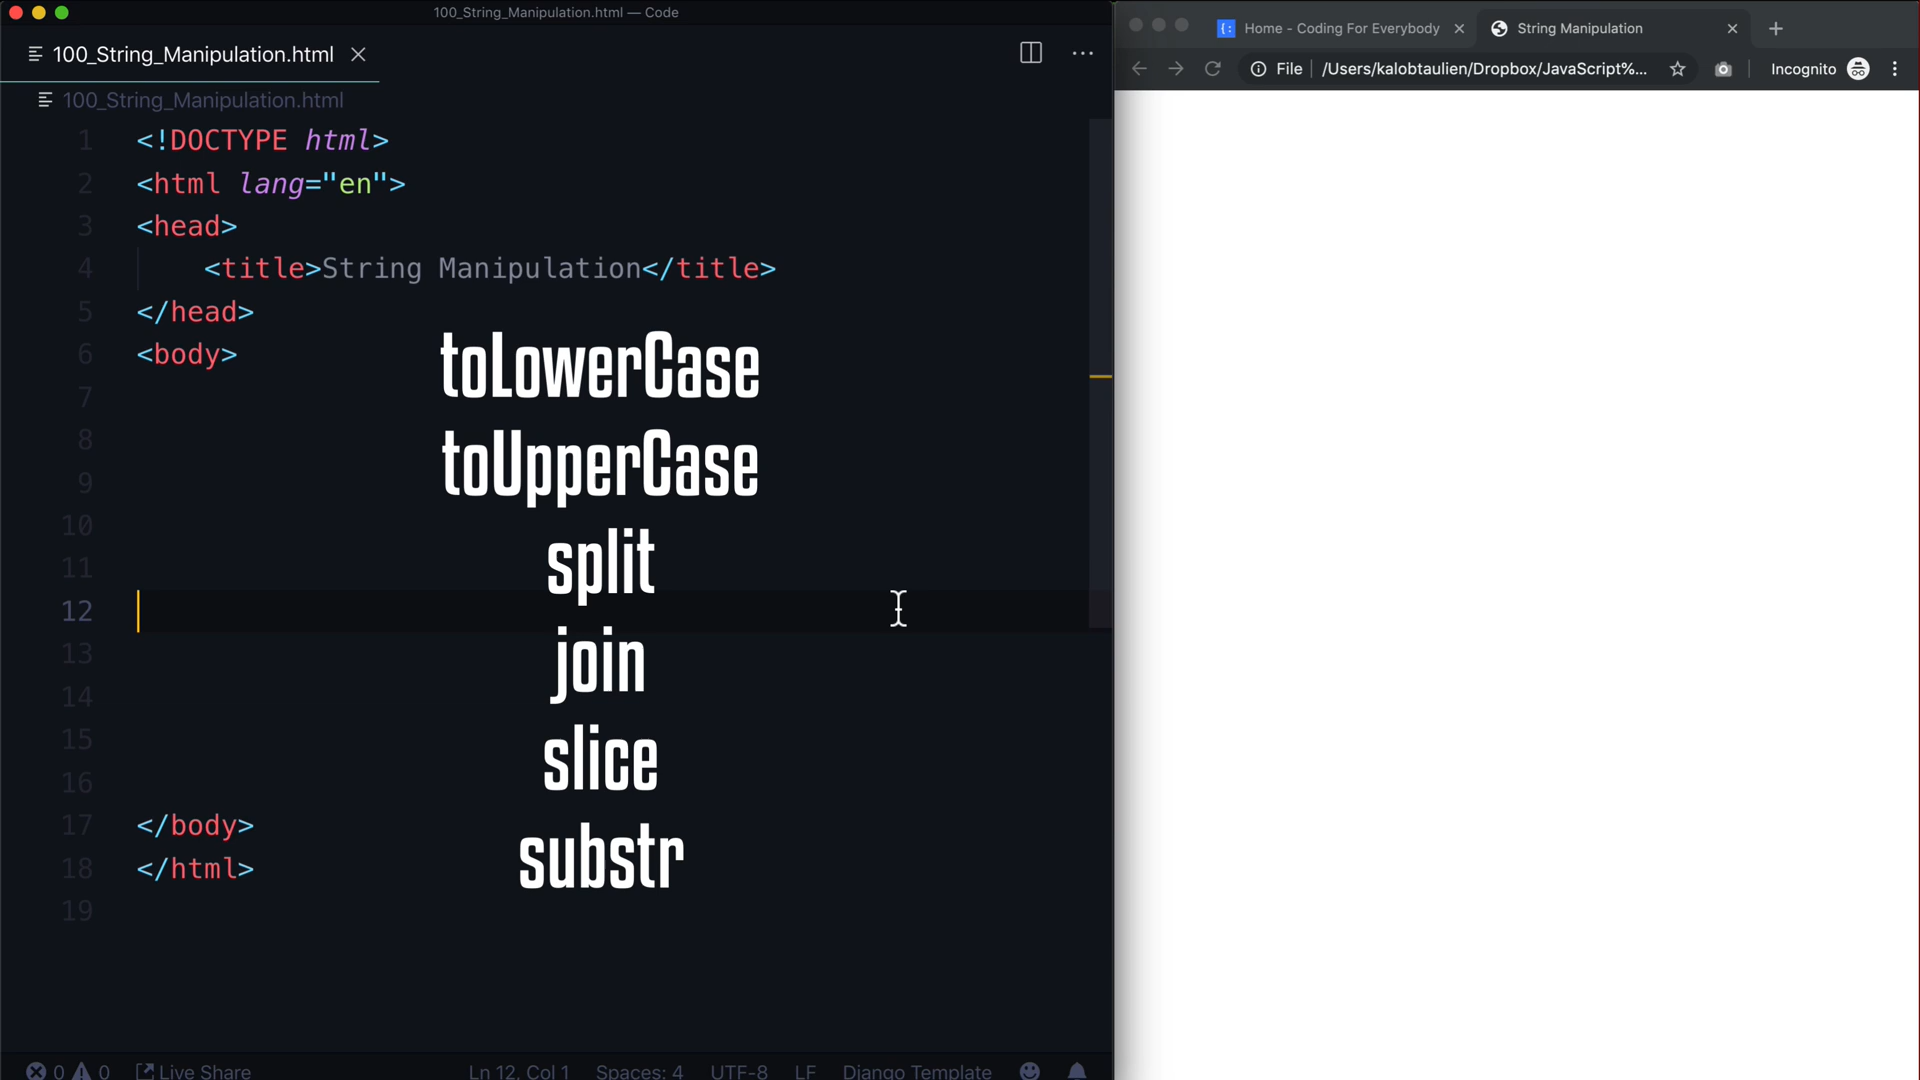 100_String_Manipulation.html — Code
100_String_Manipulation.html
100_String_Manipulation.html
1 <!DOCTYPE html>
2 <html lang="en">
3 <head>
4 <title>String Manipulation</title>
5 </head>
6 <body>
7
8
9
10
11
12
13
14
15
16
17 </body>
18 </html>
19
toLowerCase
toUpperCase
split
join
slice
substr
0 0 Live Share Ln 12, Col 1 Spaces: 4 UTF-8 LF Django Template
Home - Coding For Everybody String Manipulation
File /Users/kalobtaulien/Dropbox/JavaScript%... Incognito